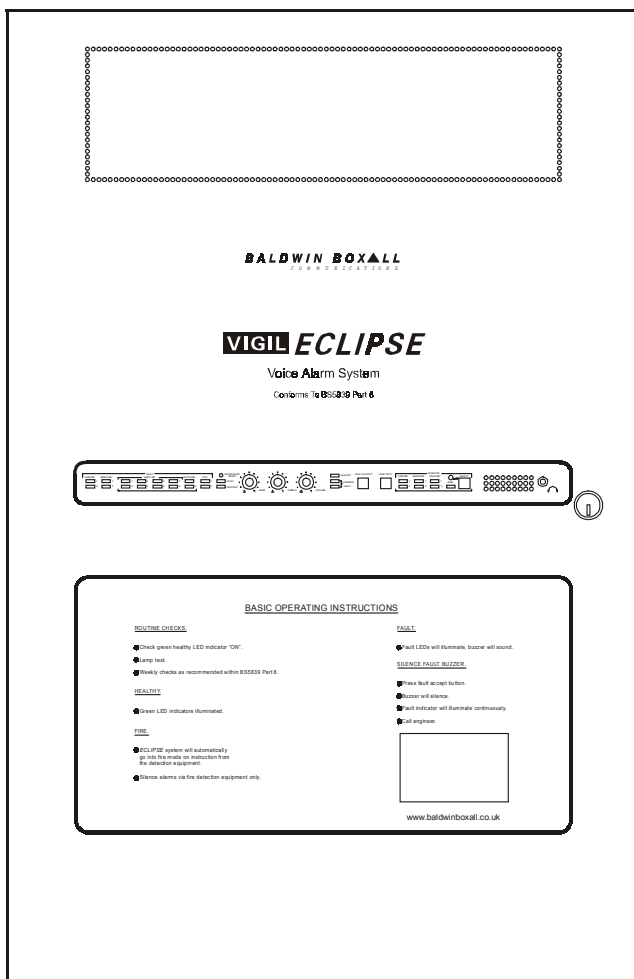 BALDWIN BOXALL
COMMUNICATIONS
VIGIL ECLIPSE
Voice Alarm System
Conforms To BS5839 Part 8
BASIC OPERATING INSTRUCTIONS
ROUTINE CHECKS.
Check green healthy LED indicator "ON".
Lamp test.
Weekly checks as recommended within BS5839 Part 8.
HEALTHY.
Green LED indicators illuminated.
FIRE.
ECLIPSE system will automatically
go into fire mode on instruction from
the detection equipment.
Silence alarms via fire detection equipment only.
FAULT.
Fault LEDs will illuminate, buzzer will sound.
SILENCE FAULT BUZZER.
Press fault accept button.
Buzzer will silence.
Fault indicator will illuminate continuously.
Call engineer.
www.baldwinboxall.co.uk